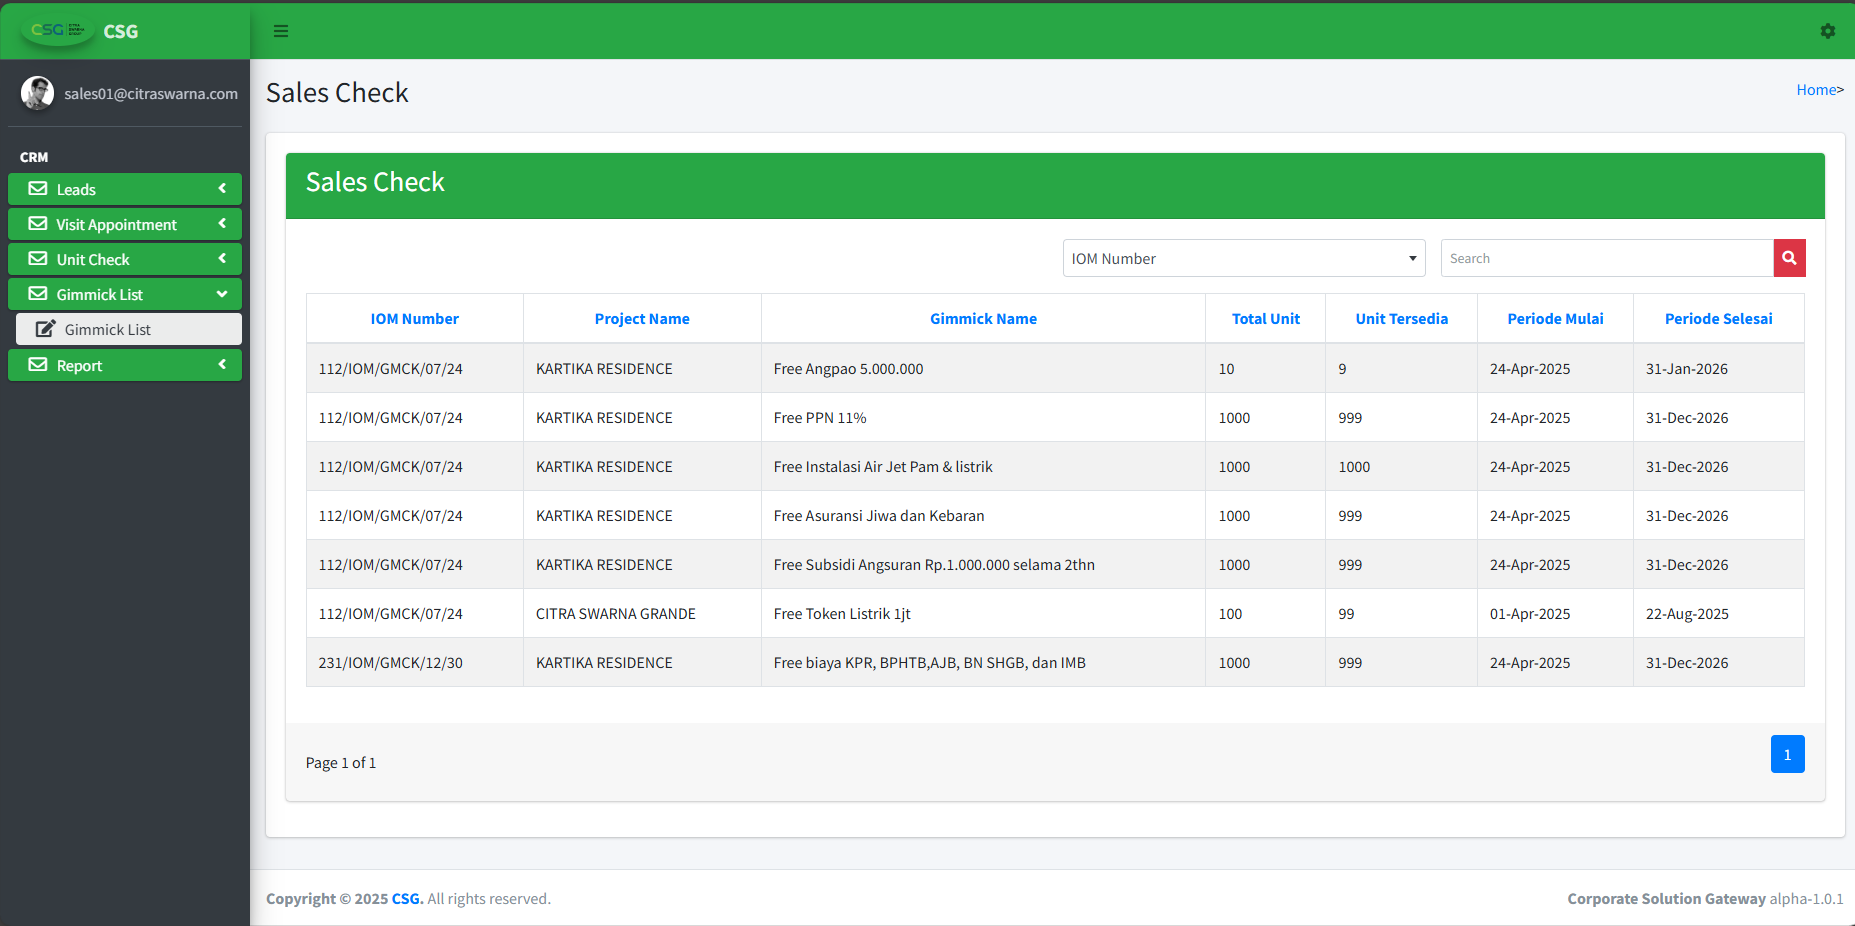 CSG CITRA SWARNA GROUP CSG
sales01@citraswarna.com
CRM
Leads
Visit Appointment
Unit Check
Gimmick List
Gimmick List
Report
Sales Check
Home>
Sales Check
IOM Number
Search
IOM Number Project Name Gimmick Name Total Unit Unit Tersedia Periode Mulai Periode Selesai
112/IOM/GMCK/07/24 KARTIKA RESIDENCE Free Angpao 5.000.000 10 9 24-Apr-2025 31-Jan-2026
112/IOM/GMCK/07/24 KARTIKA RESIDENCE Free PPN 11% 1000 999 24-Apr-2025 31-Dec-2026
112/IOM/GMCK/07/24 KARTIKA RESIDENCE Free Instalasi Air Jet Pam & listrik 1000 1000 24-Apr-2025 31-Dec-2026
112/IOM/GMCK/07/24 KARTIKA RESIDENCE Free Asuransi Jiwa dan Kebaran 1000 999 24-Apr-2025 31-Dec-2026
112/IOM/GMCK/07/24 KARTIKA RESIDENCE Free Subsidi Angsuran Rp.1.000.000 selama 2thn 1000 999 24-Apr-2025 31-Dec-2026
112/IOM/GMCK/07/24 CITRA SWARNA GRANDE Free Token Listrik 1jt 100 99 01-Apr-2025 22-Aug-2025
231/IOM/GMCK/12/30 KARTIKA RESIDENCE Free biaya KPR, BPHTB,AJB, BN SHGB, dan IMB 1000 999 24-Apr-2025 31-Dec-2026
Page 1 of 1
1
Copyright © 2025 CSG. All rights reserved.
Corporate Solution Gateway alpha-1.0.1